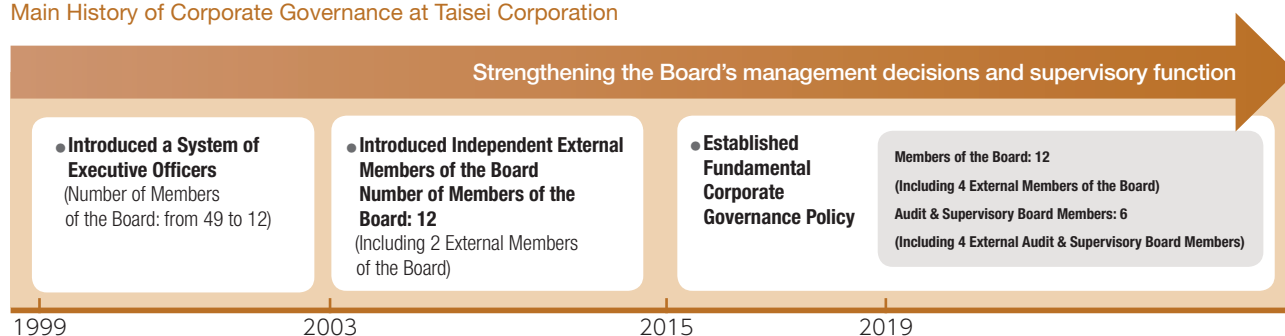 Main History of Corporate Governance at Taisei Corporation
Strengthening the Board's management decisions and supervisory function
● Introduced a System of
Executive Officers
(Number of Members
of the Board: from 49 to 12)
● Introduced Independent External
Members of the Board
Number of Members of the
Board: 12
(Including 2 External Members
of the Board)
● Established
Fundamental
Corporate
Governance Policy
Members of the Board: 12
(Including 4 External Members of the Board)
Audit & Supervisory Board Members: 6
(Including 4 External Audit & Supervisory Board Members)
1999
2003
2015
2019